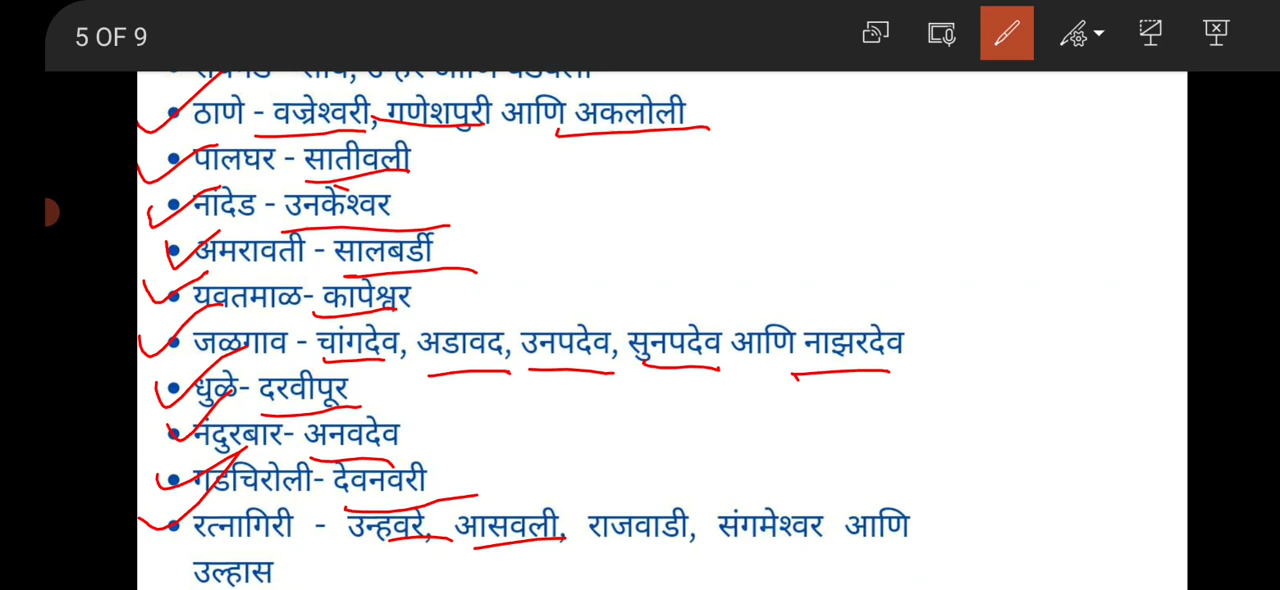 5 OF 9
आणि
• ठाणे - वज्रेश्वरी, गणेशपुरी आणि अकलोली
• पालघर - सातीवली
• नांदेड - उनकेश्वर
• अमरावती - सालबर्डी
• यवतमाळ- कापेश्वर
• जळगाव - चांगदेव, अडावद, उनपदेव, सुनपदेव आणि नाझरदेव
• धुळे- दरवीपूर
• नंदुरबार- अनवदेव
• गडचिरोली- देवनवरी
• रत्नागिरी - उन्हवरे, आसवली, राजवाडी, संगमेश्वर आणि
उल्हास